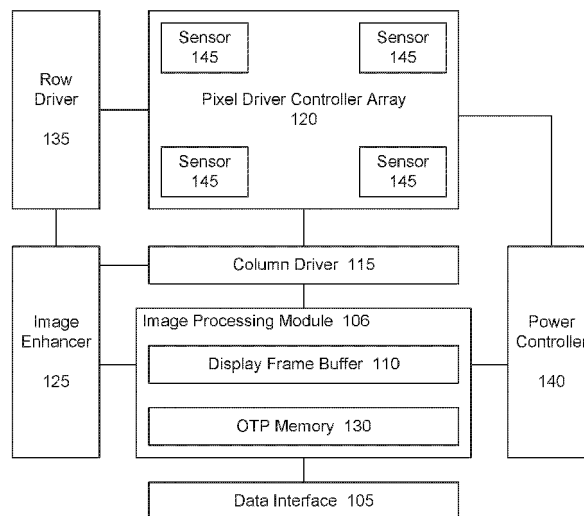 Row
Driver
135
Sensor
145
Sensor
145
Pixel Driver Controller Array
120
Sensor
145
Sensor
145
Image
Enhancer
125
Column Driver 115
Image Processing Module 106
Display Frame Buffer 110
OTP Memory 130
Power
Controller
140
Data Interface 105